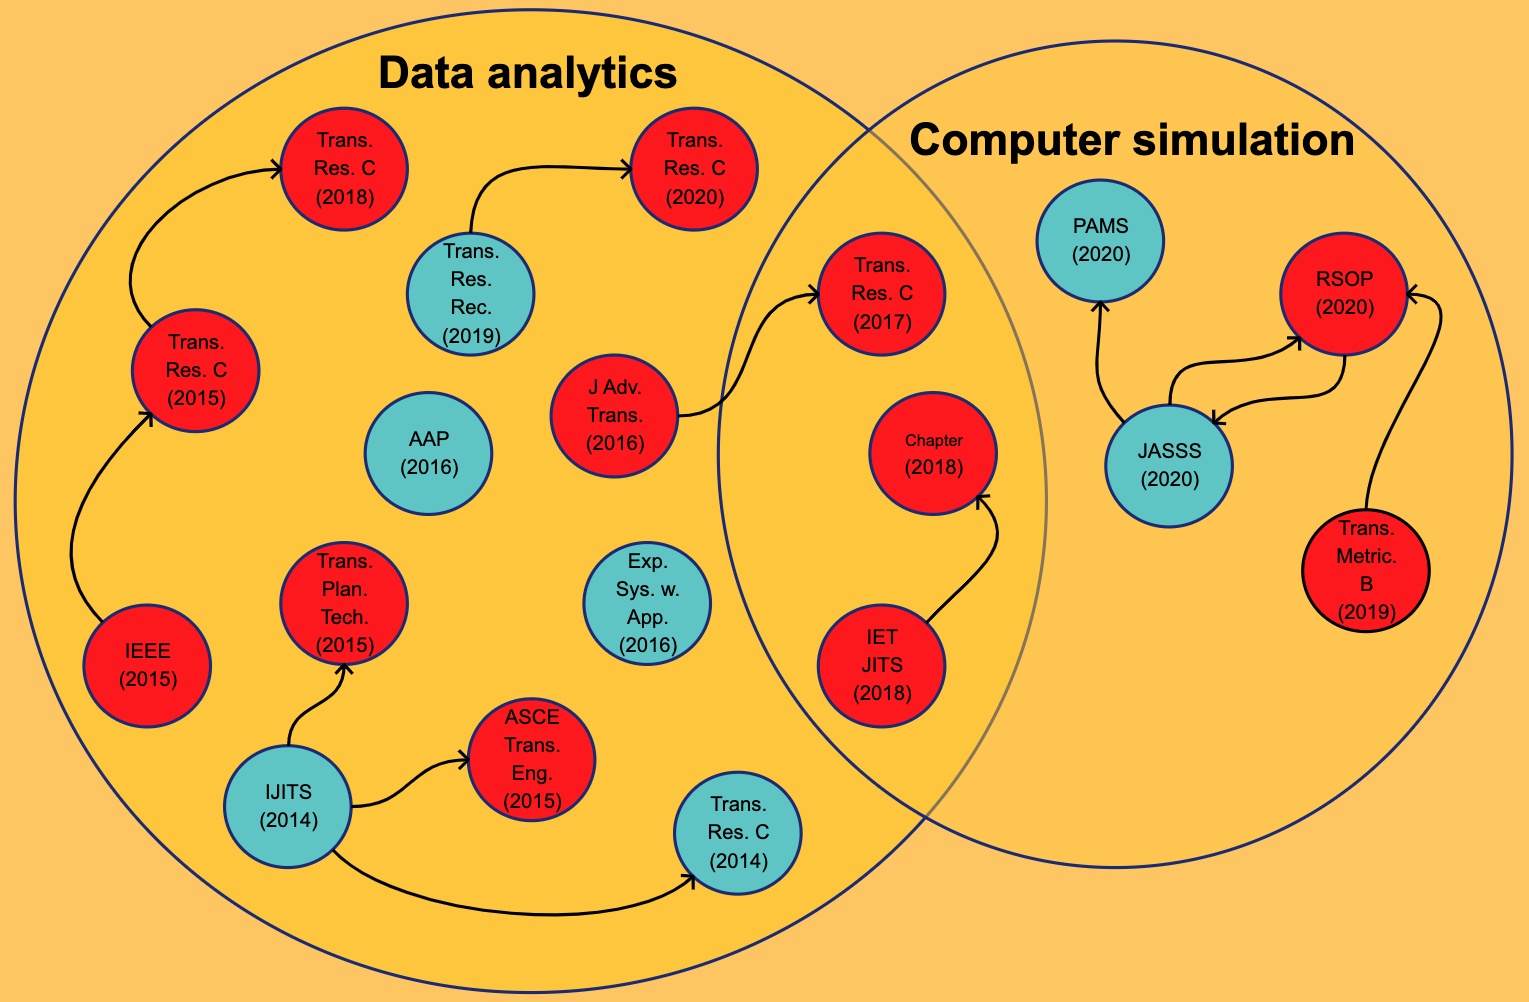 Data analytics
Computer simulation
Trans.
Res. C
(2018)
Trans.
Res. C
(2020)
Trans.
Res.
Rec.
(2019)
Trans.
Res. C
(2017)
PAMS
(2020)
RSOP
(2020)
Trans.
Res. C
(2015)
J Adv.
Trans.
(2016)
AAP
(2016)
Chapter
(2018)
JASSS
(2020)
Trans.
Metric.
B
(2019)
Trans.
Plan.
Tech.
(2015)
Exp.
Sys. w.
App.
(2016)
IEEE
(2015)
IET
JITS
(2018)
ASCE
Trans.
Eng.
(2015)
IJITS
(2014)
Trans.
Res. C
(2014)